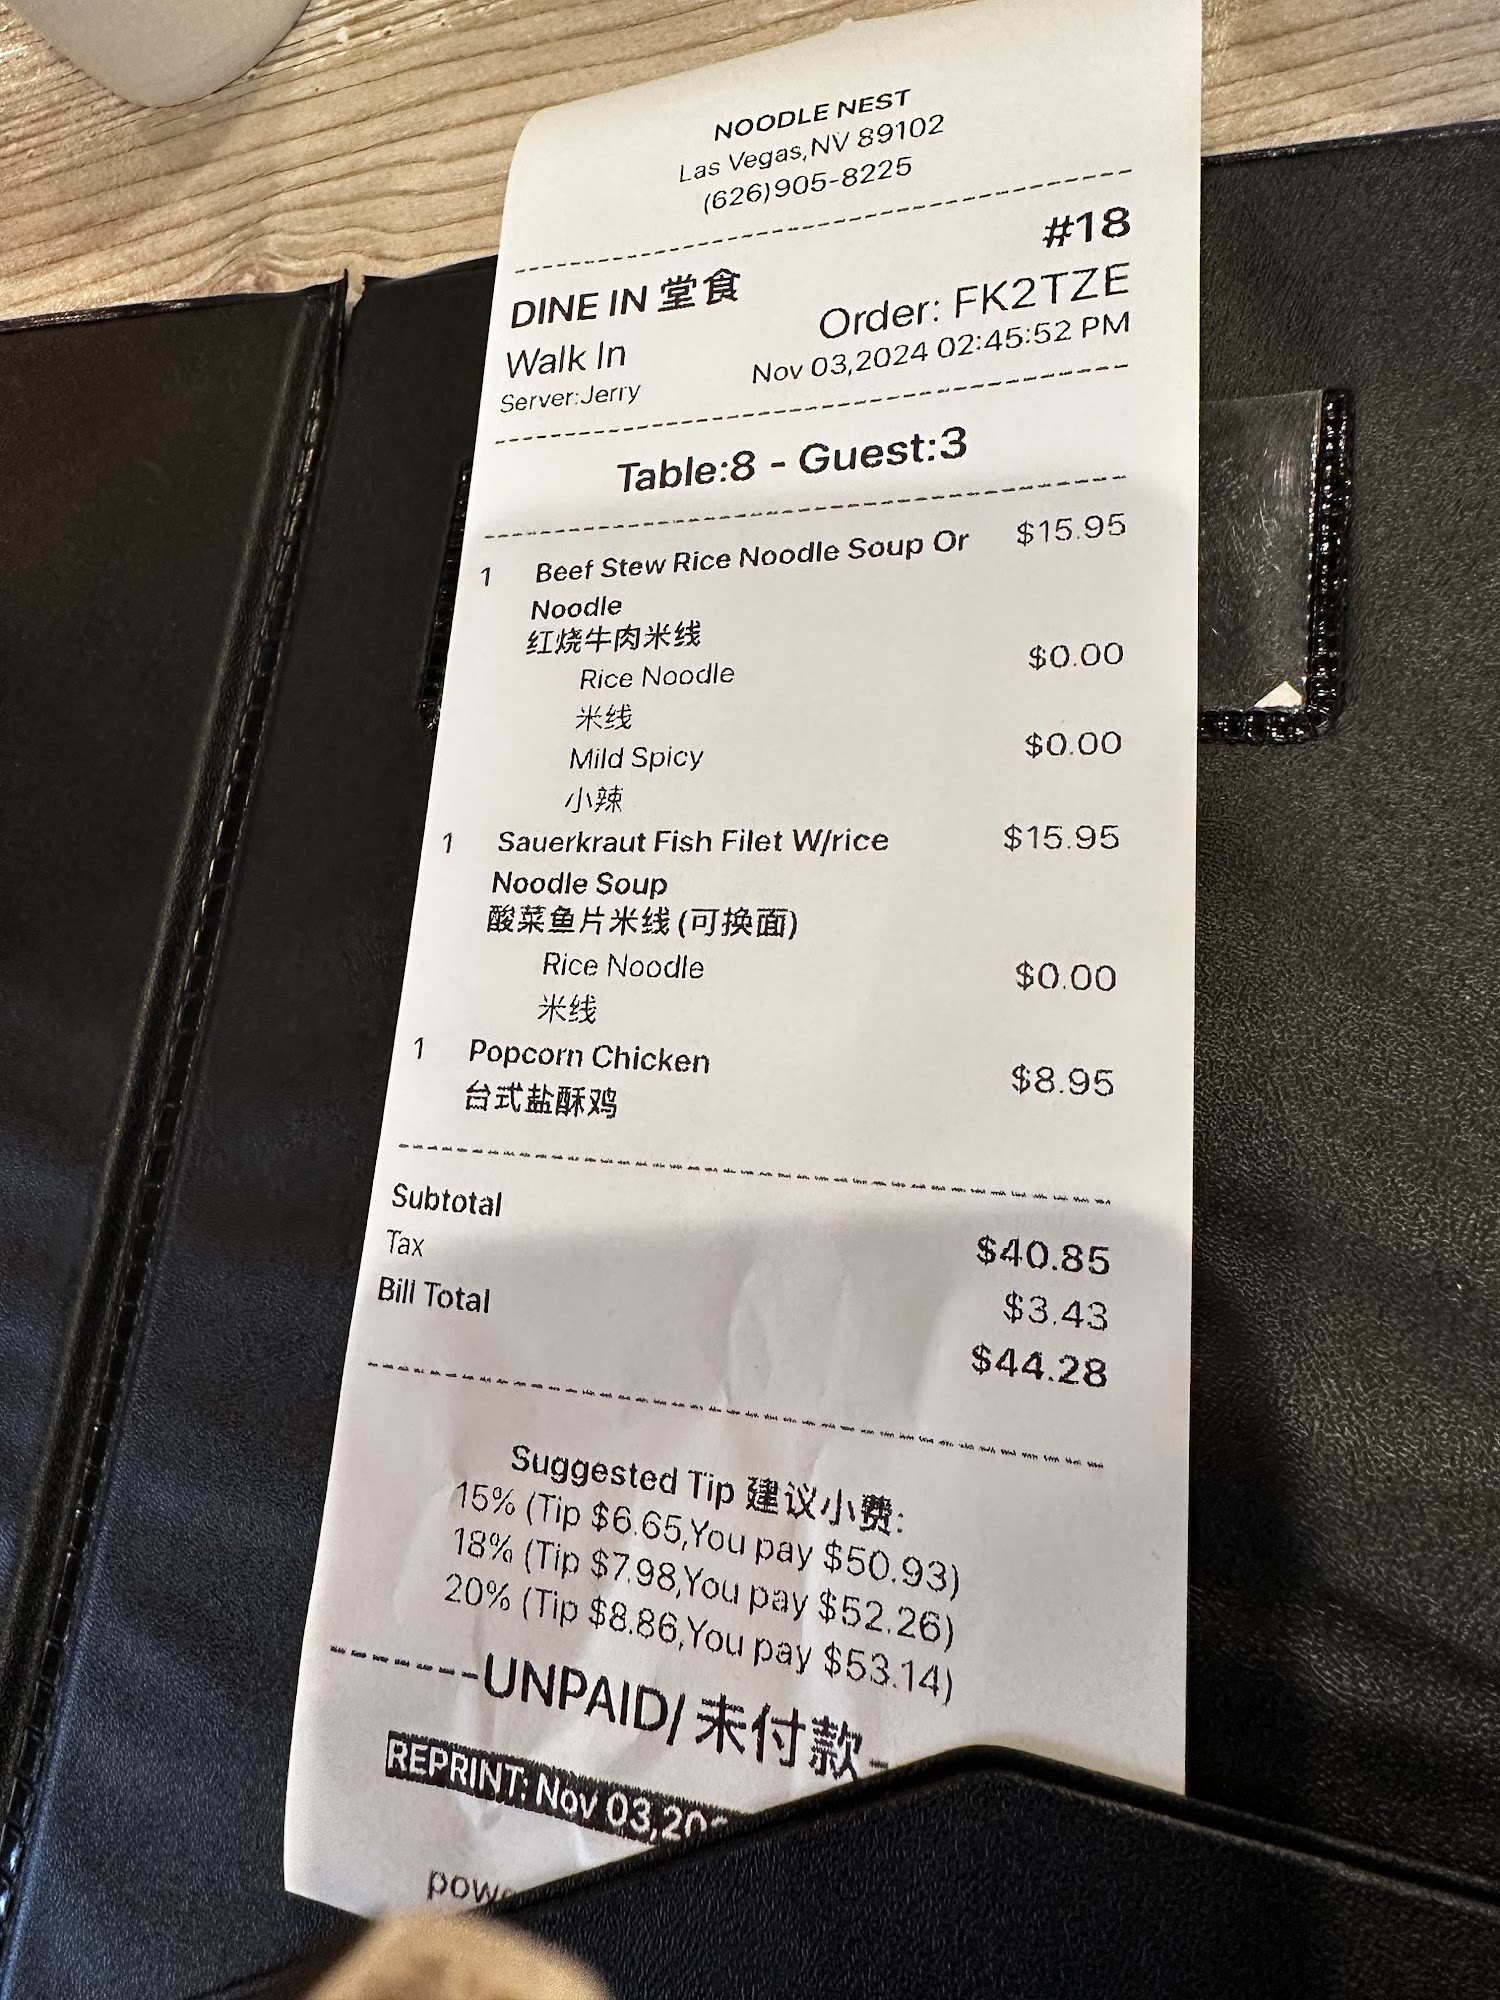 NOODLE NEST
Las Vegas,NV 89102
(626)905-8225
#18
DINE IN 堂食
Order: FK2TZE
Walk In
Nov 03,2024 02:45:52 PM
Server:Jerry
Table:8 - Guest:3
1 Beef Stew Rice Noodle Soup Or $15.95
Noodle
红烧牛肉米线
Rice Noodle $0.00
米线
Mild Spicy $0.00
小辣
1 Sauerkraut Fish Filet W/rice $15.95
Noodle Soup
酸菜鱼片米线 (可换面)
Rice Noodle $0.00
米线
1 Popcorn Chicken $8.95
台式盐酥鸡
Subtotal $40.85
Tax $3.43
Bill Total $44.28
Suggested Tip 建议小费:
15% (Tip $6.65,You pay $50.93)
18% (Tip $7.98,You pay $52.26)
20% (Tip $8.86,You pay $53.14)
------UNPAID/ 未付款-
REPRINT: Nov 03,20